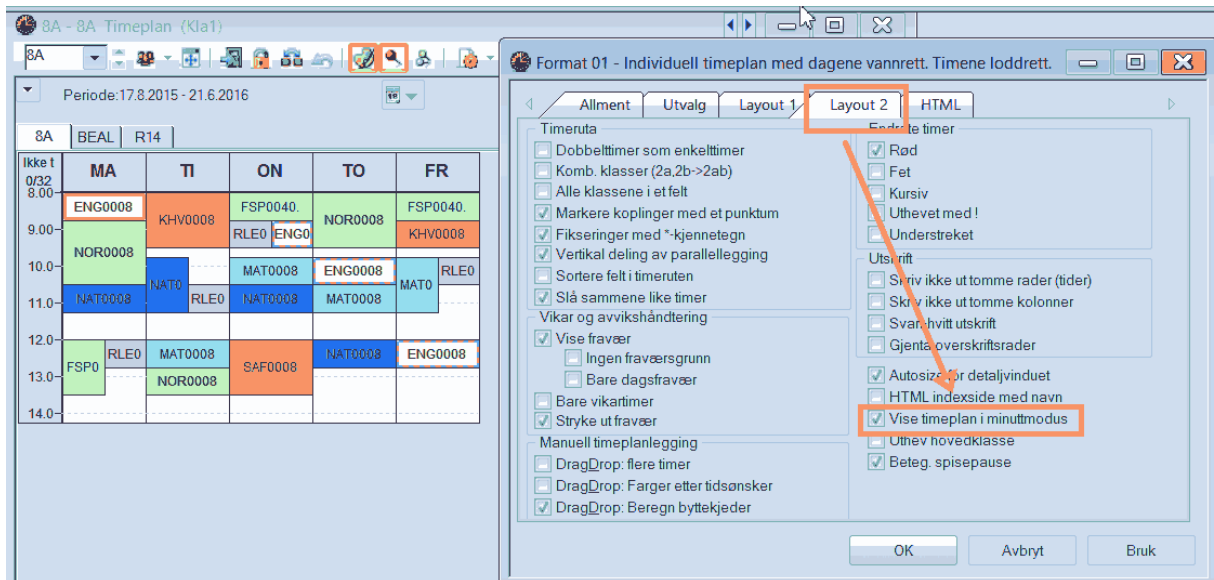 8A - 8A Timeplan (Kla1)
8A
Periode:17.8.2015 - 21.6.2016
8A BEAL R14
Ikke t
0/32
MA TI ON TO FR
8.00
9.00
10.0
11.0
12.0
13.0
14.0
ENG0008 KHV0008 FSP0040. NOR0008 FSP0040.
RLE0 ENG0 KHV0008
NOR0008
NAT0 MAT0008 ENG0008 MAT0 RLE0
NAT0008 RLE0 NAT0008 MAT0008
FSP0 RLE0 MAT0008 SAF0008 NAT0008 ENG0008
NOR0008
Format 01 - Individuell timeplan med dagene vannrett. Timene loddrett.
Allment Utvalg Layout 1 Layout 2 HTML
Timeruta
Dobbelttimer som enkelttimer
Komb. klasser (2a,2b->2ab)
Alle klassene i et felt
Markere koplinger med et punktum
Fikseringer med *-kjennetegn
Vertikal deling av parallellegging
Sortere felt i timeruten
Slå sammene like timer
Vikar og avvikshåndtering
Vise fravær
Ingen fraværsgrunn
Bare dagsfravær
Bare vikartimer
Stryke ut fravær
Manuell timeplanlegging
DragDrop: flere timer
DragDrop: Farger etter tidsønsker
DragDrop: Beregn byttekjeder
Endrete timer
Rød
Fet
Kursiv
Uthevet med !
Understreket
Utskrift
Skriv ikke ut tomme rader (tider)
Skriv ikke ut tomme kolonner
Svart-hvitt utskrift
Gjenta overskriftsrader
Autosize for detaljvinduet
HTML indexside med navn
Vise timeplan i minuttmodus
Uthev hovedklasse
Beteg. spisepause
OK Avbryt Bruk